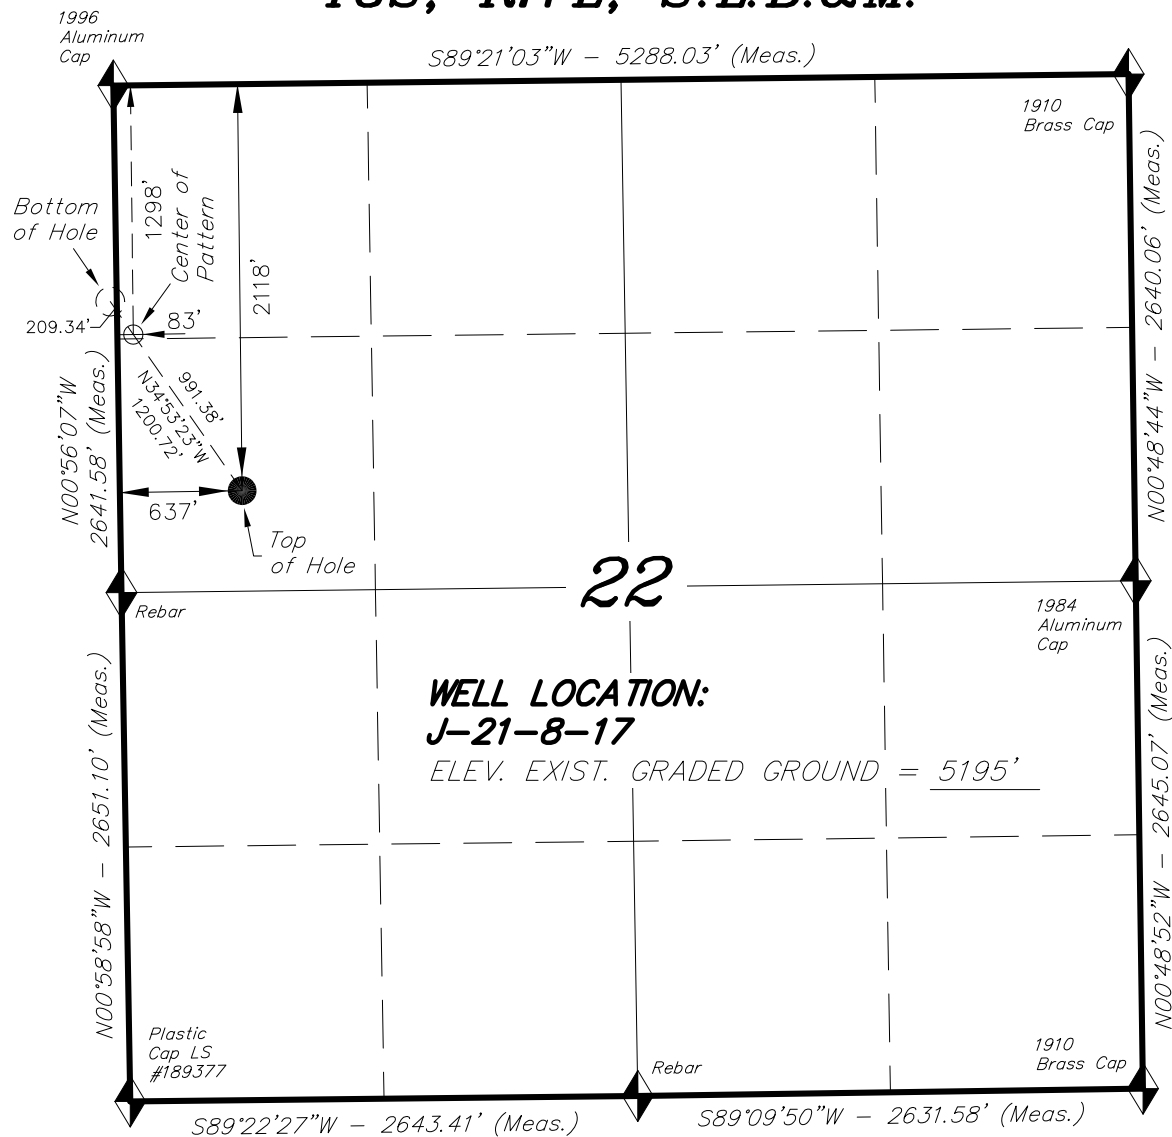 1996
Aluminum
Cap
S89°21'03"W - 5288.03' (Meas.)
1910
Brass Cap
Bottom
of Hole
1298'
Center of
Pattern
2118'
209.34'
83'
991.38'
N34°53'23"W
1200.72'
N00°56'07"W
2641.58' (Meas.)
N00°48'44"W - 2640.06' (Meas.)
637'
Top
of Hole
22
Rebar
1984
Aluminum
Cap
WELL LOCATION:
J-21-8-17
ELEV. EXIST. GRADED GROUND = 5195'
N00°58'58"W - 2651.10' (Meas.)
N00°48'52"W - 2645.07' (Meas.)
Plastic
Cap LS
#189377
Rebar
1910
Brass Cap
S89°22'27"W - 2643.41' (Meas.)
S89°09'50"W - 2631.58' (Meas.)